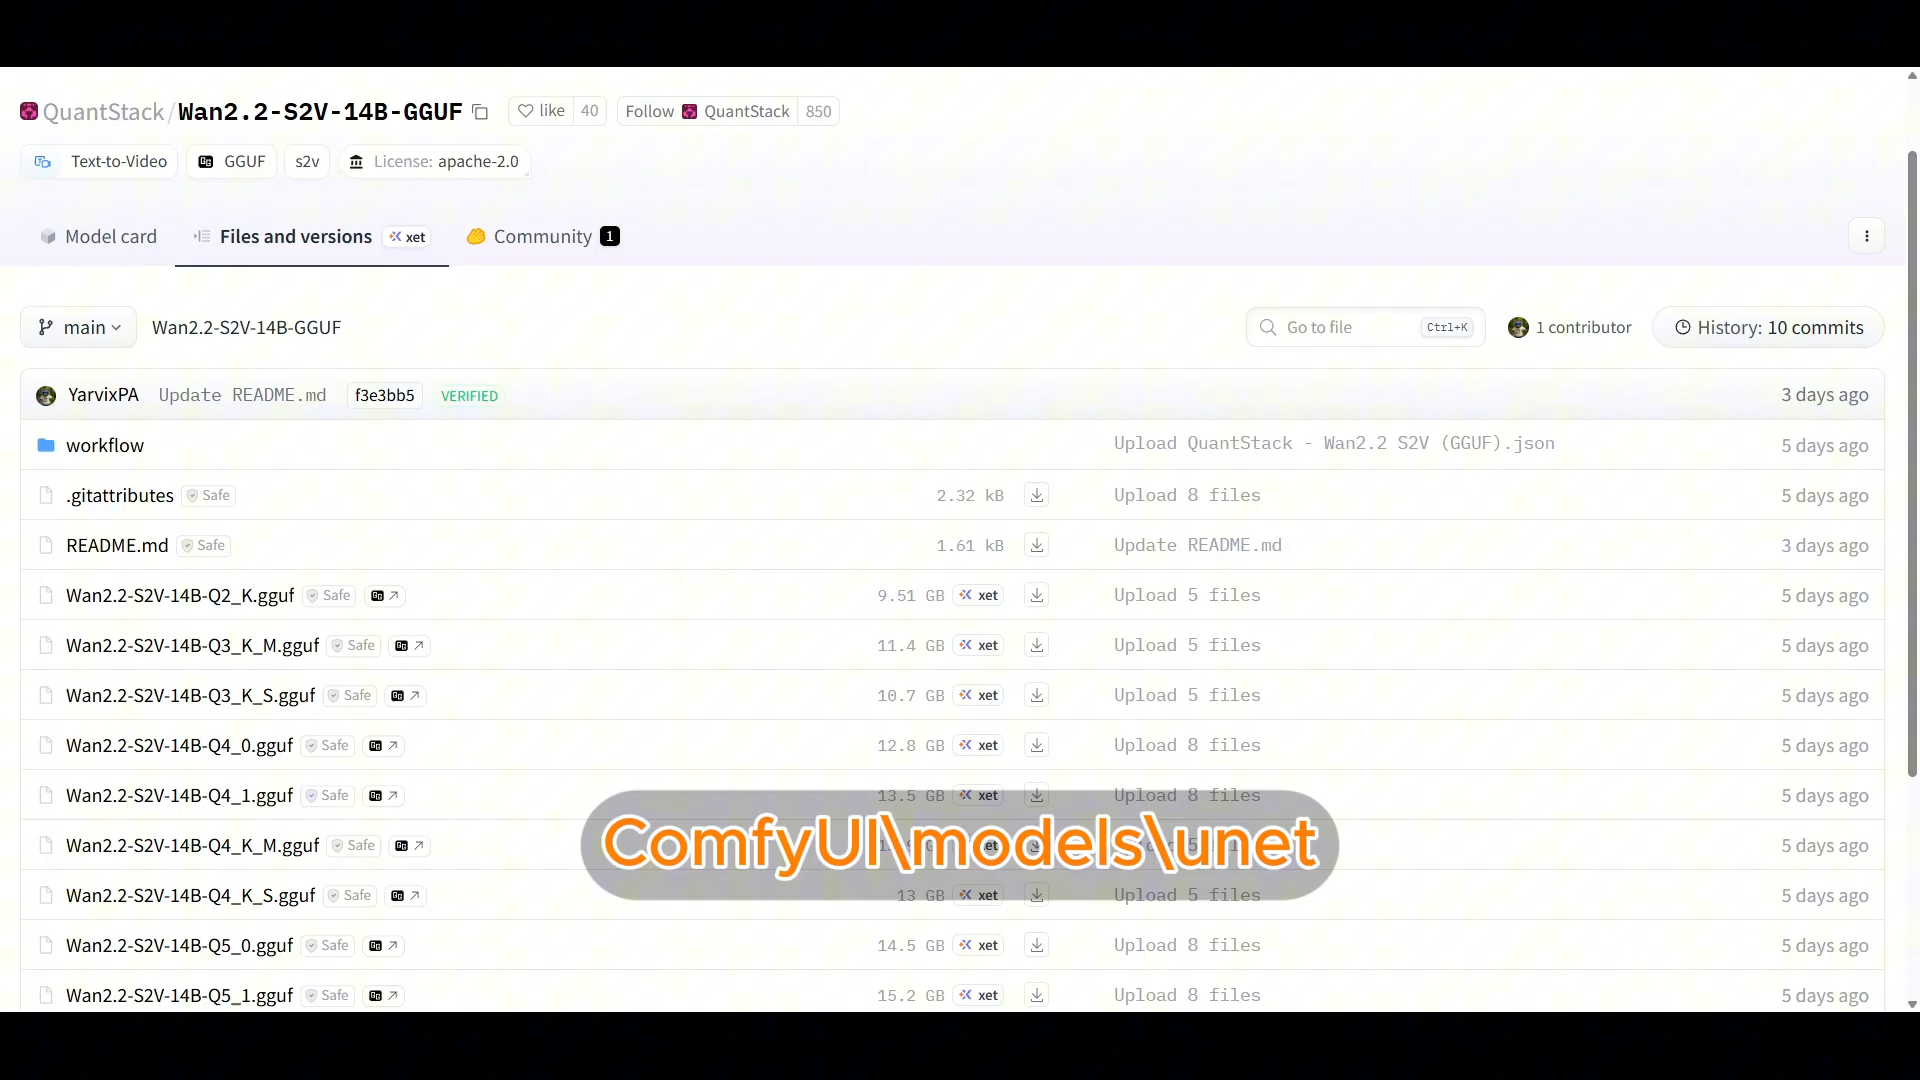 QuantStack/Wan2.2-S2V-14B-GGUF like 40 Follow QuantStack 850
Text-to-Video GGUF s2v License: apache-2.0
Model card Files and versions xet Community 1
main Wan2.2-S2V-14B-GGUF Go to file Ctrl+K 1 contributor History: 10 commits
YarvixPA Update README.md f3e3bb5 VERIFIED 3 days ago
workflow Upload QuantStack - Wan2.2 S2V (GGUF).json 5 days ago
.gitattributes Safe 2.32 kB Upload 8 files 5 days ago
README.md Safe 1.61 kB Update README.md 3 days ago
Wan2.2-S2V-14B-Q2_K.gguf Safe 9.51 GB xet Upload 5 files 5 days ago
Wan2.2-S2V-14B-Q3_K_M.gguf Safe 11.4 GB xet Upload 5 files 5 days ago
Wan2.2-S2V-14B-Q3_K_S.gguf Safe 10.7 GB xet Upload 5 files 5 days ago
Wan2.2-S2V-14B-Q4_0.gguf Safe 12.8 GB xet Upload 8 files 5 days ago
Wan2.2-S2V-14B-Q4_1.gguf Safe 13.5 GB xet Upload 8 files 5 days ago
Wan2.2-S2V-14B-Q4_K_M.gguf Safe 5 days ago
ComfyUI\models\unet
Wan2.2-S2V-14B-Q4_K_S.gguf Safe 13 GB xet Upload 5 files 5 days ago
Wan2.2-S2V-14B-Q5_0.gguf Safe 14.5 GB xet Upload 8 files 5 days ago
Wan2.2-S2V-14B-Q5_1.gguf Safe 15.2 GB xet Upload 8 files 5 days ago